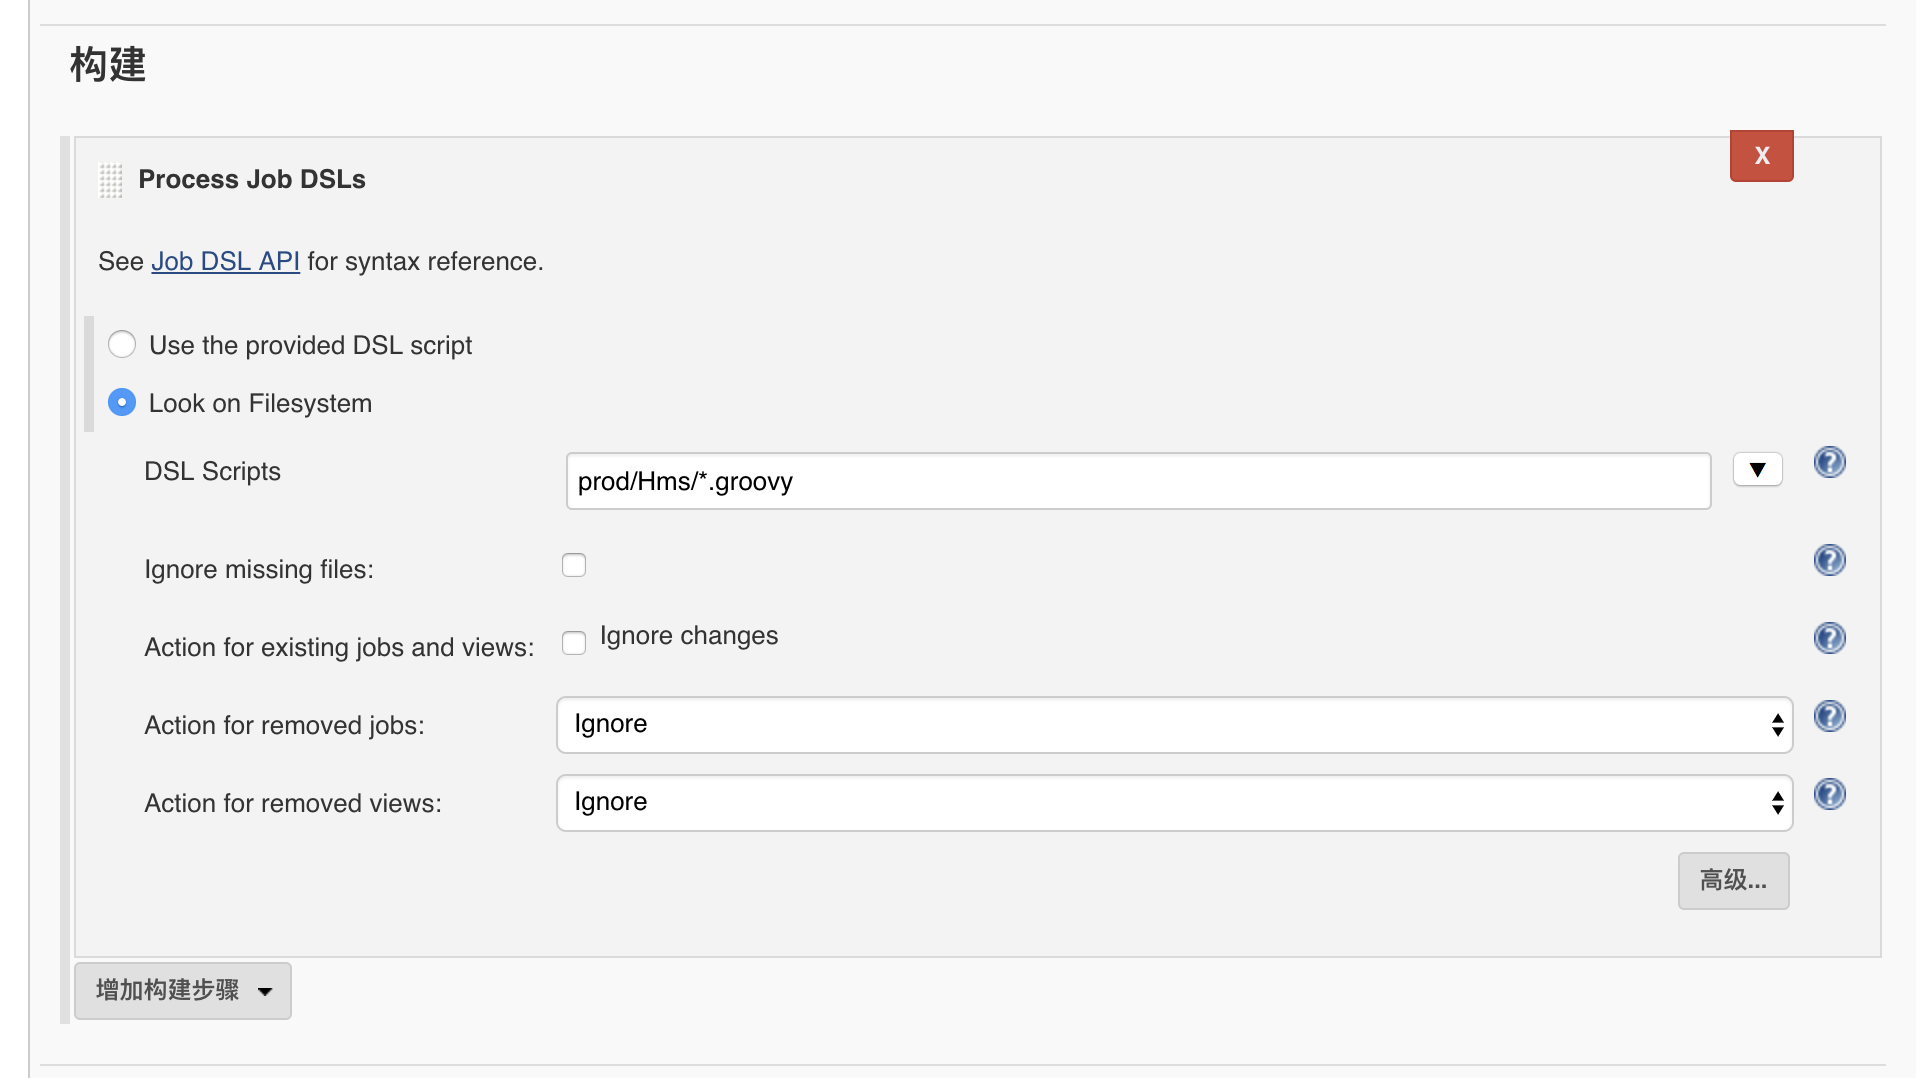 构建
X
Process Job DSLs
See Job DSL API for syntax reference.
Use the provided DSL script
Look on Filesystem
DSL Scripts
prod/Hms/*.groovy
Ignore missing files:
Action for existing jobs and views:
Ignore changes
Action for removed jobs:
Ignore
Action for removed views:
Ignore
高级...
增加构建步骤